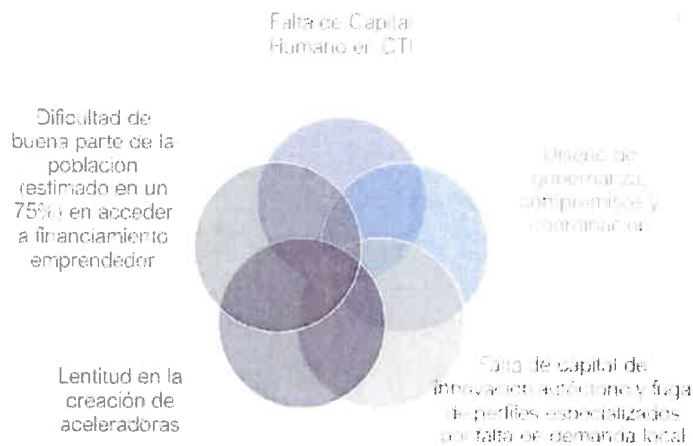 Falta de Capital
Humano en CTI
Dificultad de
buena parte de la
poblacion
(estimado en un
75%) en acceder
a financiamiento
emprendedor
Diseño de
gobernanza,
compromisos y
coordinación
Lentitud en la
creación de
aceleradoras
Falta de capital de
innovación autóctono y fuga
de perfiles especializados
por falta de demanda local